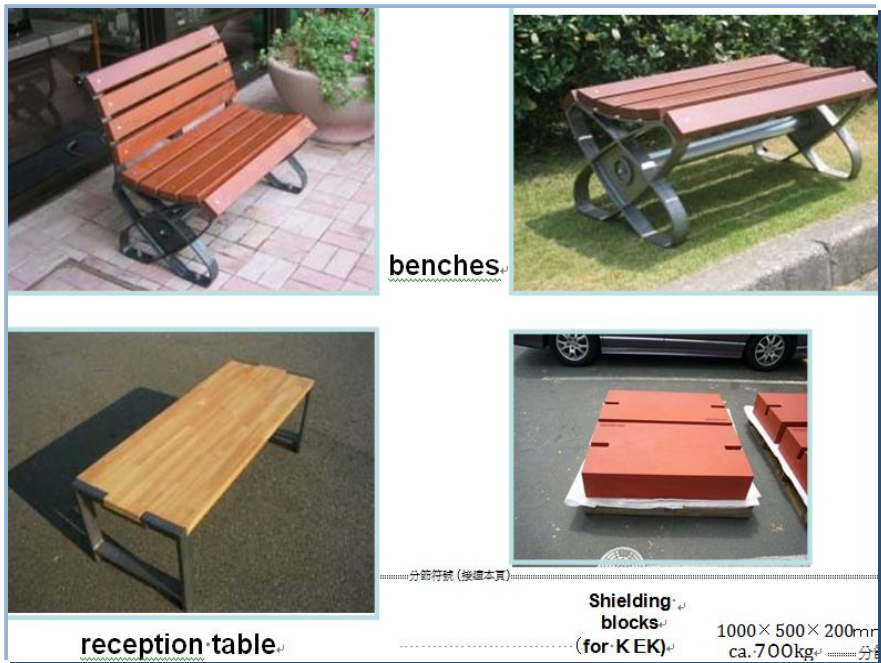 benches
分節符號 (接續本頁)
Shielding
blocks
(for KEK)
1000×500×200mm
ca.700kg
分
reception table